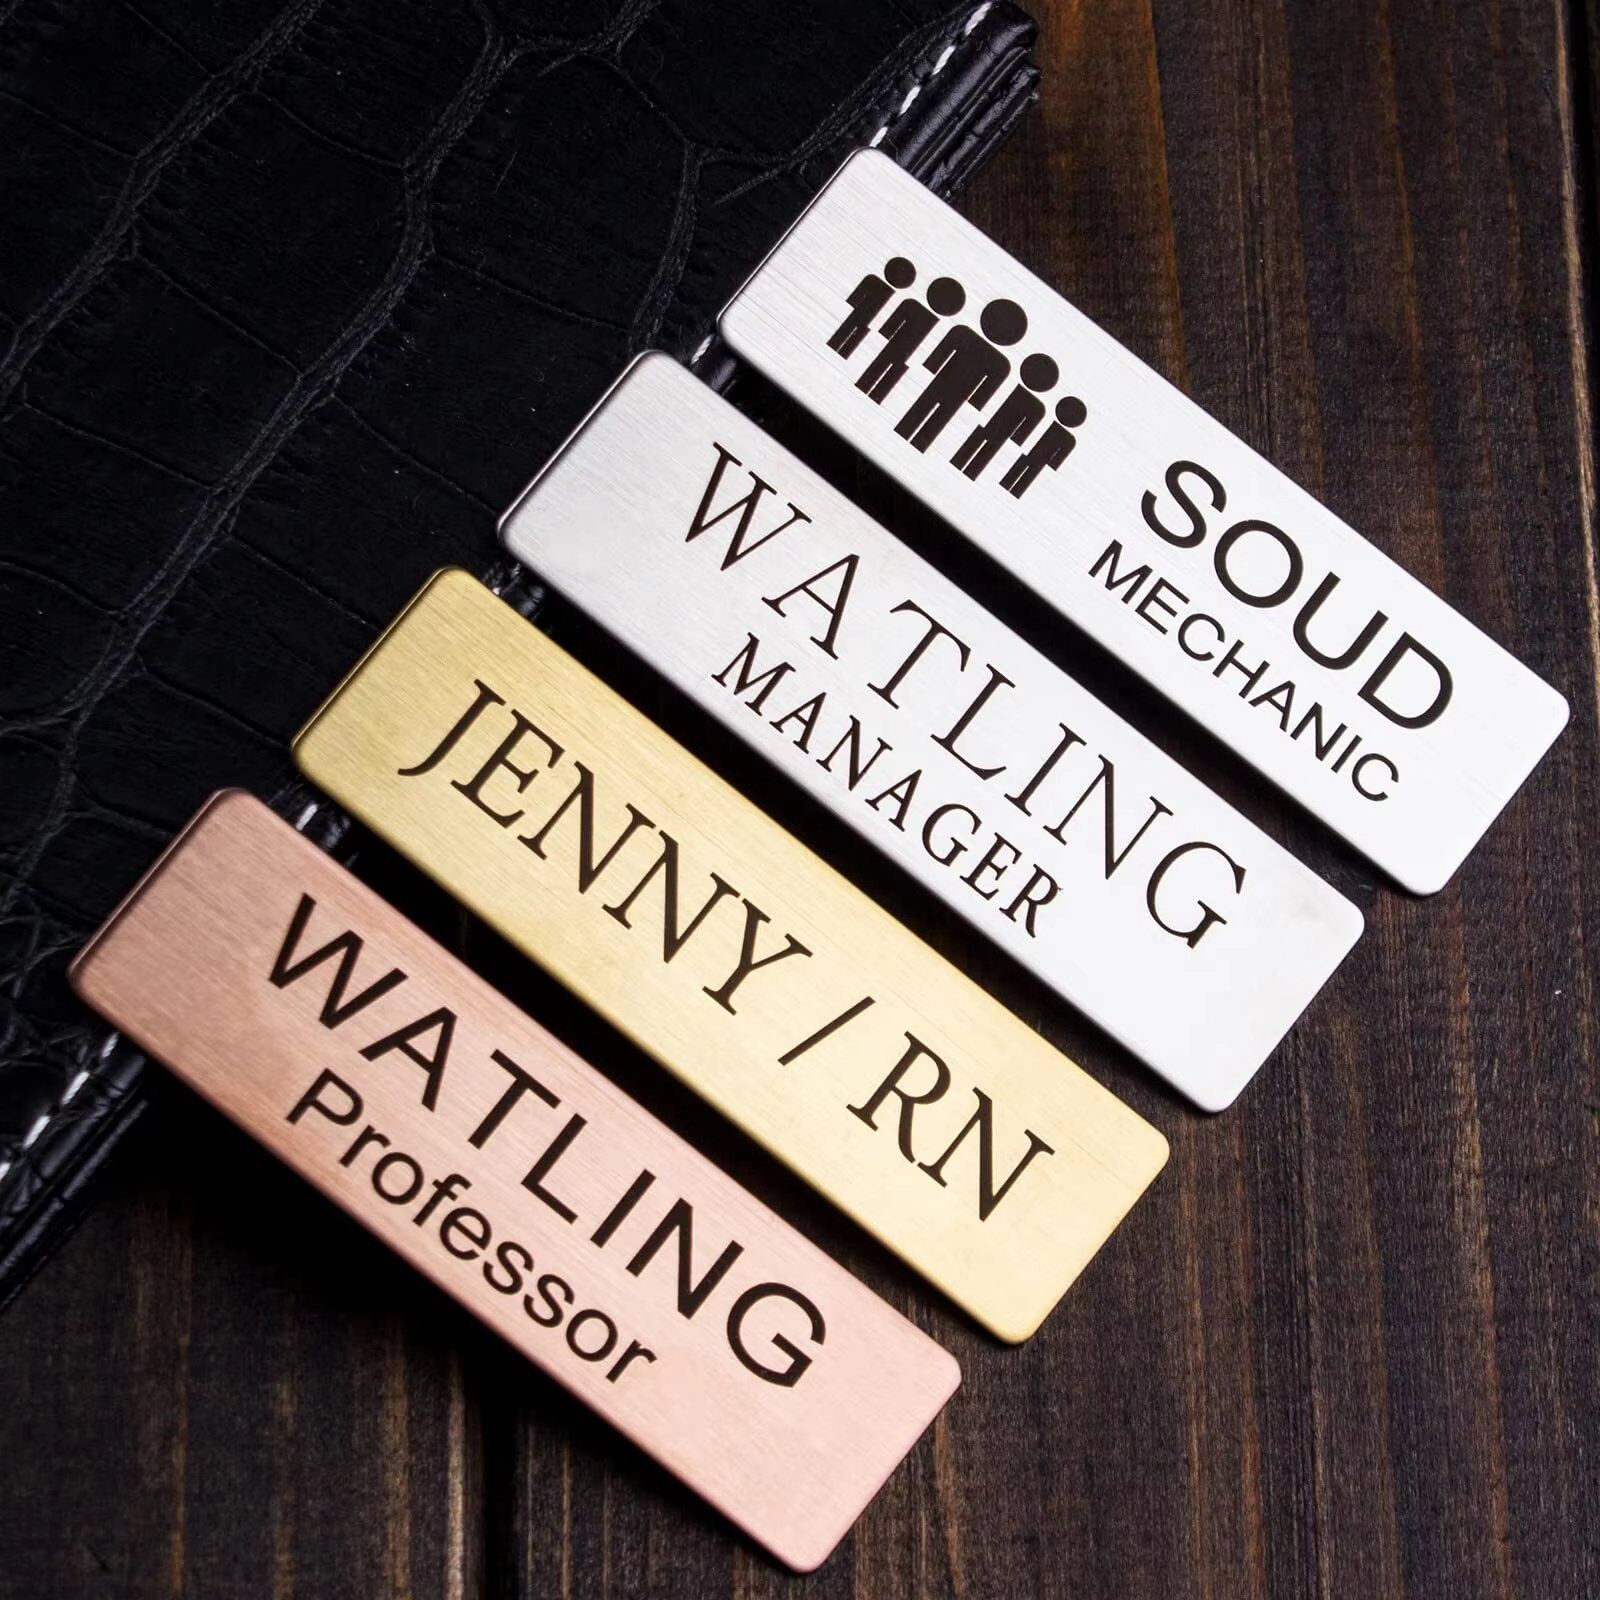 SOUD
MECHANIC
WATLING
MANAGER
JENNY / RN
WATLING
Professor